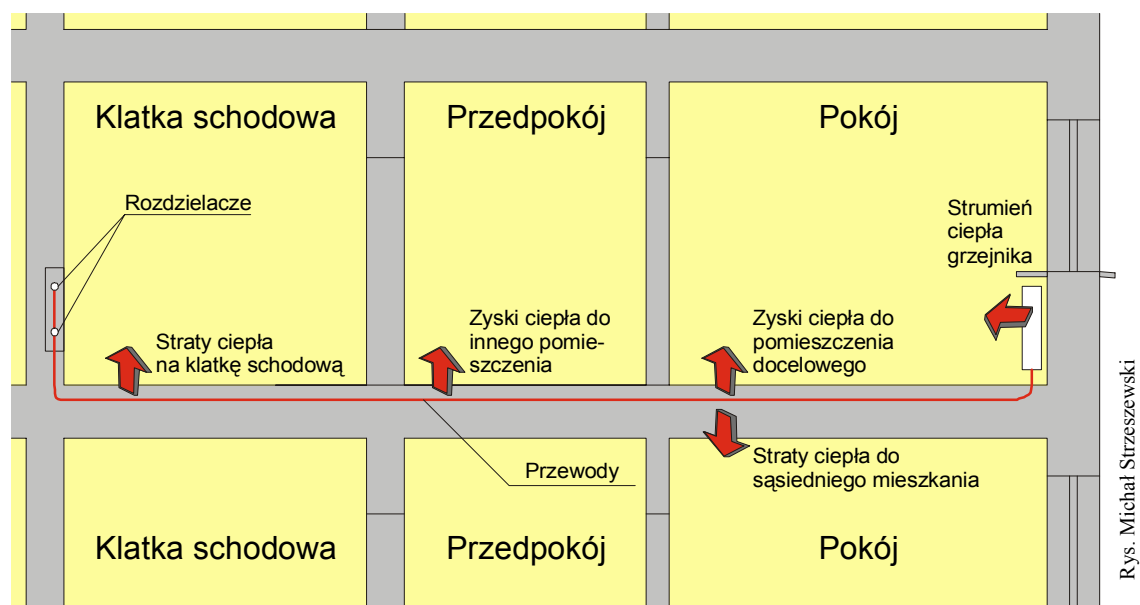 Klatka schodowa
Przedpokój
Pokój
Rozdzielacze
Strumień
ciepła
grzejnika
Straty ciepła
na klatkę schodową
Zyski ciepła do
innego pomie-
szczenia
Zyski ciepła do
pomieszczenia
docelowego
Przewody
Straty ciepła do
sąsiedniego mieszkania
Klatka schodowa
Przedpokój
Pokój
Rys. Michał Strzeszewski